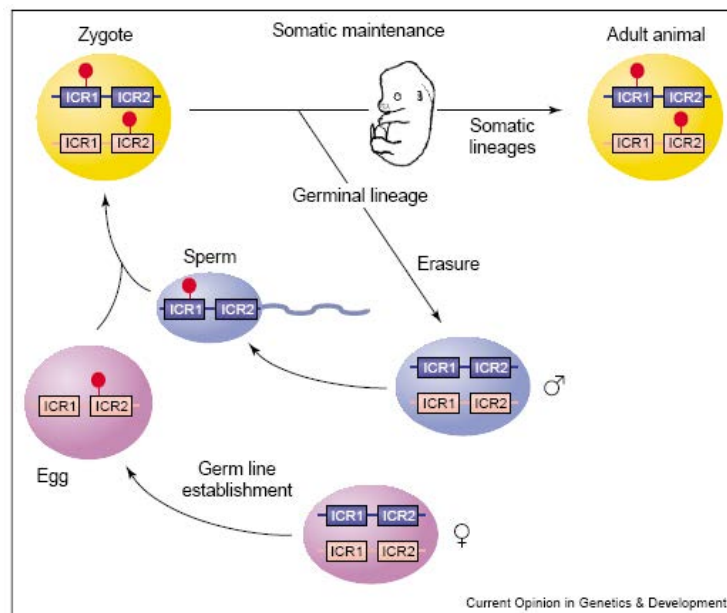 Zygote
Somatic maintenance
Adult animal
ICR1 ICR2
ICR1 ICR2
ICR1 ICR2
ICR1 ICR2
Somatic
lineages
Germinal lineage
Sperm
Erasure
ICR1 ICR2
ICR1 ICR2
ICR1 ICR2
♂
ICR1 ICR2
Egg
Germ line
establishment
ICR1 ICR2
ICR1 ICR2
♀
Current Opinion in Genetics & Development